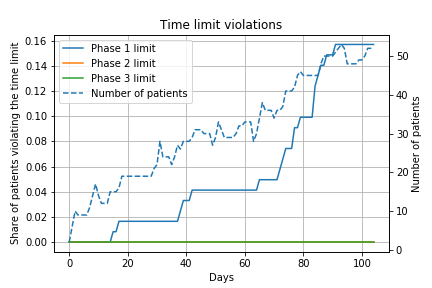 Time limit violations
Share of patients violating the time limit
0.16
0.14
0.12
0.10
0.08
0.06
0.04
0.02
0.00
Phase 1 limit
Phase 2 limit
Phase 3 limit
Number of patients
50
40
30
20
10
0
Number of patients
0 20 40 60 80 100
Days